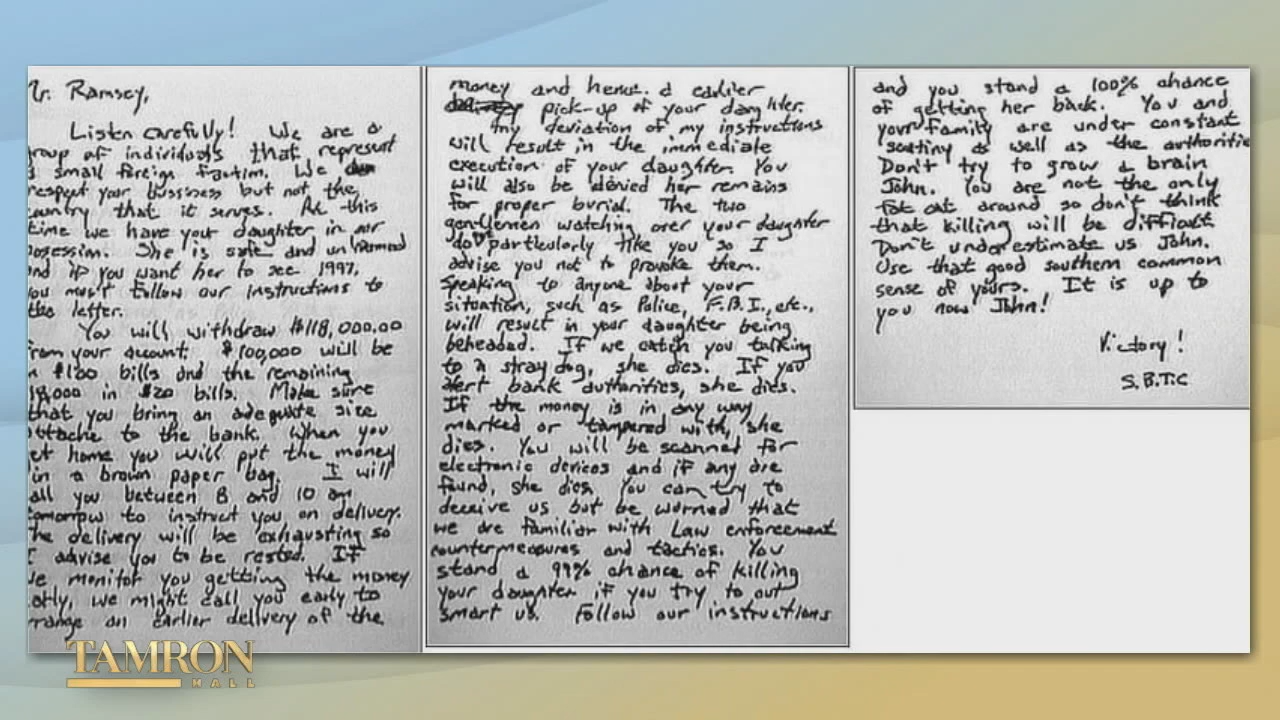 Mr. Ramsey,
Listen carefully! We are a
group of individuals that represent
a small foreign faction. We
respect your bussiness but not the
country that it serves. At this
time we have your daughter in our
posession. She is safe and unharmed
and if you want her to see 1997,
you must follow our instructions to
the letter.
You will withdraw $118,000.00
from your account. $100,000 will be
in $100 bills and the remaining
18,000 in $20 bills. Make sure
that you bring an adequate size
attache to the bank. When you
get home you will put the money
in a brown paper bag. I will
call you between 8 and 10 am
tomorrow to instruct you on delivery.
The delivery will be exhausting so
I advise you to be rested. If
we monitor you getting the money
early, we might call you early to
arrange an earlier delivery of the
money and hence a earlier
pick-up of your daughter.
Any deviation of my instructions
will result in the immediate
execution of your daughter. You
will also be denied her remains
for proper burial. The two
gentlemen watching over your daughter
do particularly like you so I
advise you not to provoke them.
Speaking to anyone about your
situation, such as Police, F.B.I., etc.,
will result in your daughter being
beheaded. If we catch you talking
to a stray dog, she dies. If you
alert bank authorities, she dies.
If the money is in any way
marked or tampered with, she
dies. You will be scanned for
electronic devices and if any are
found, she dies. You can try to
deceive us but be warned that
we are familiar with Law enforcement
countermeasures and tactics. You
stand a 99% chance of killing
your daughter if you try to out
smart us. Follow our instructions
and you stand a 100% chance
of getting her back. You and
your family are under constant
scutiny as well as the authorities
Don't try to grow a brain
John. You are not the only
fat cat around so don't think
that killing will be difficult
Don't underestimate us John.
Use that good southern common
sense of yours. It is up to
you now John!
Victory!
S.B.T.C
TAMRON
HALL